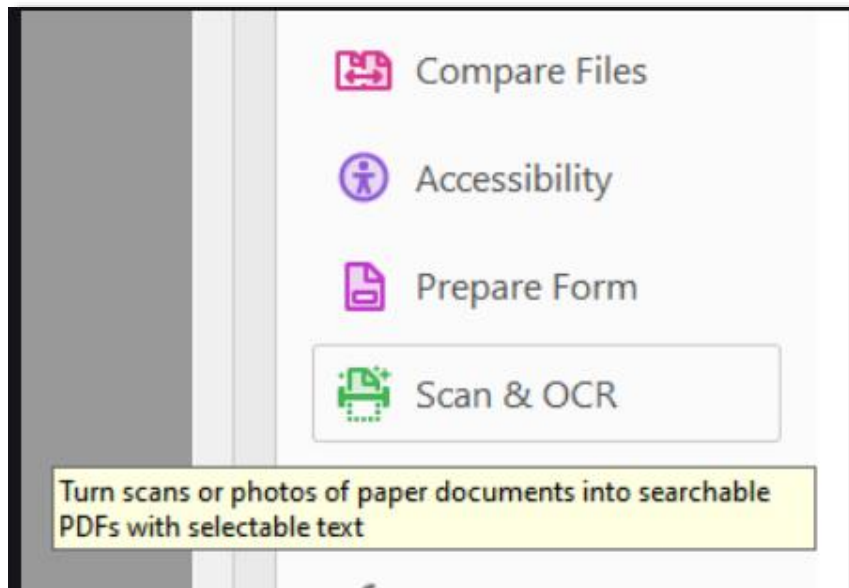 Compare Files
Accessibility
Prepare Form
Scan & OCR
Turn scans or photos of paper documents into searchable
PDFs with selectable text